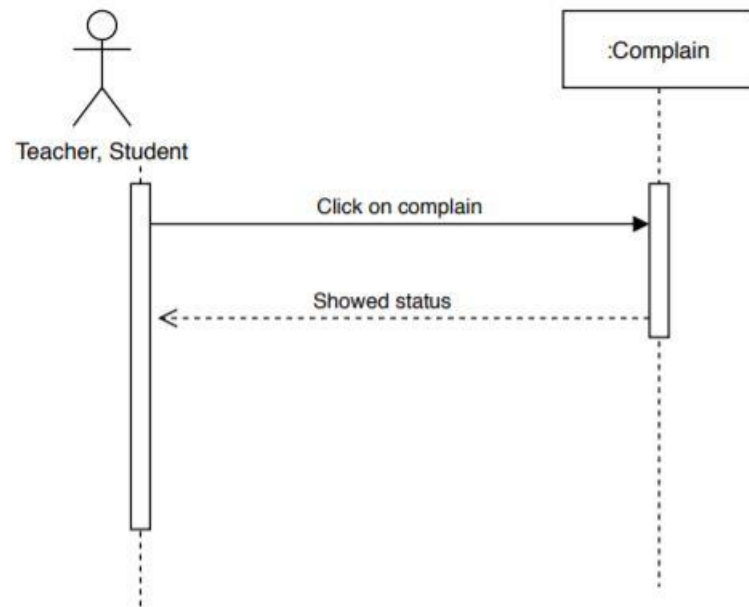 :Complain
Teacher, Student
Click on complain
Showed status